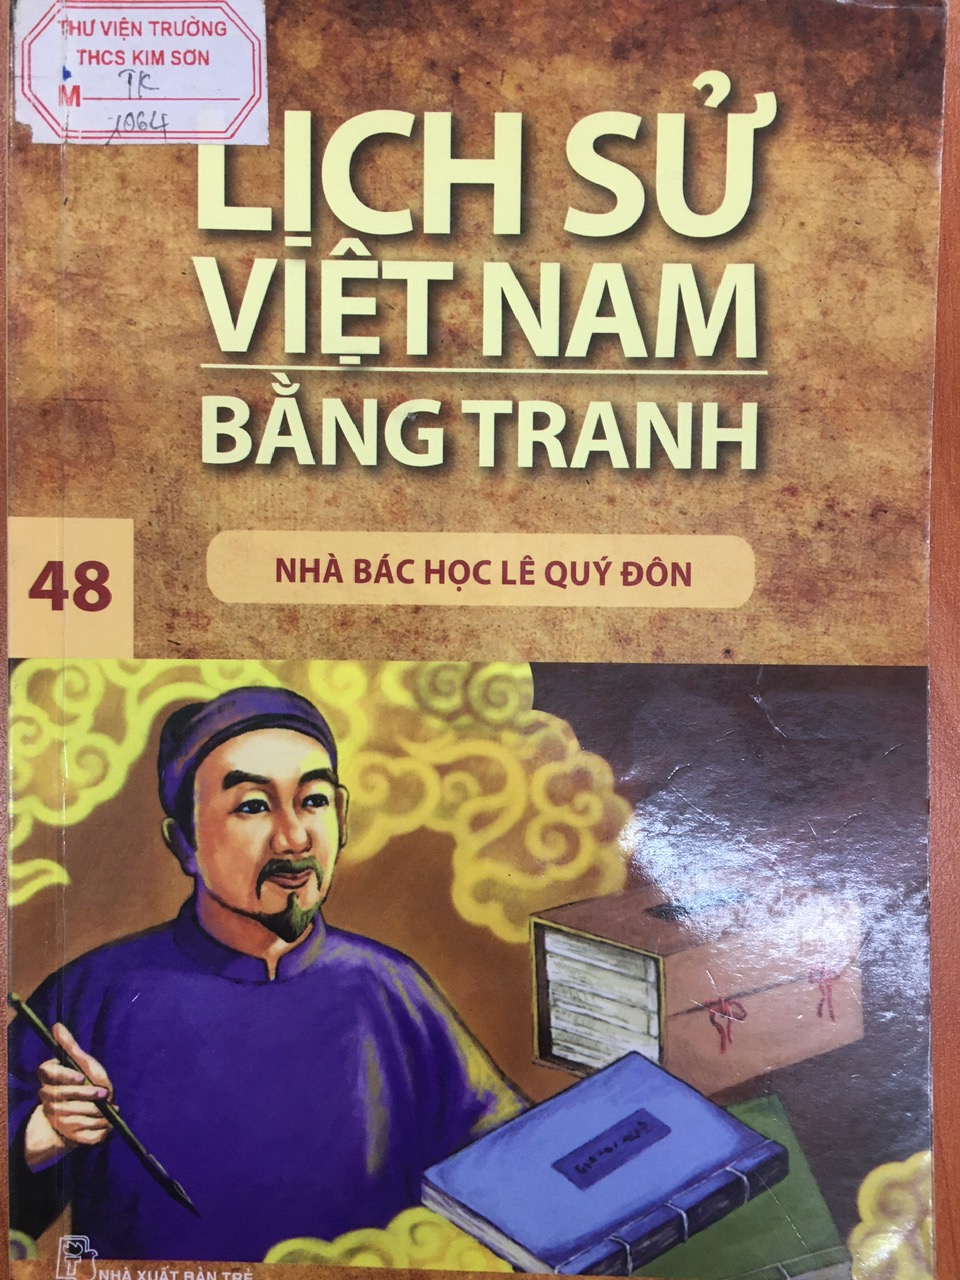 THƯ VIỆN TRƯỜNG
THCS KIM SƠN
TK
M
1064
LỊCH SỬ
VIỆT NAM
BẰNG TRANH
48
NHÀ BÁC HỌC LÊ QUÝ ĐÔN
NHÀ XUẤT BẢN TRẺ